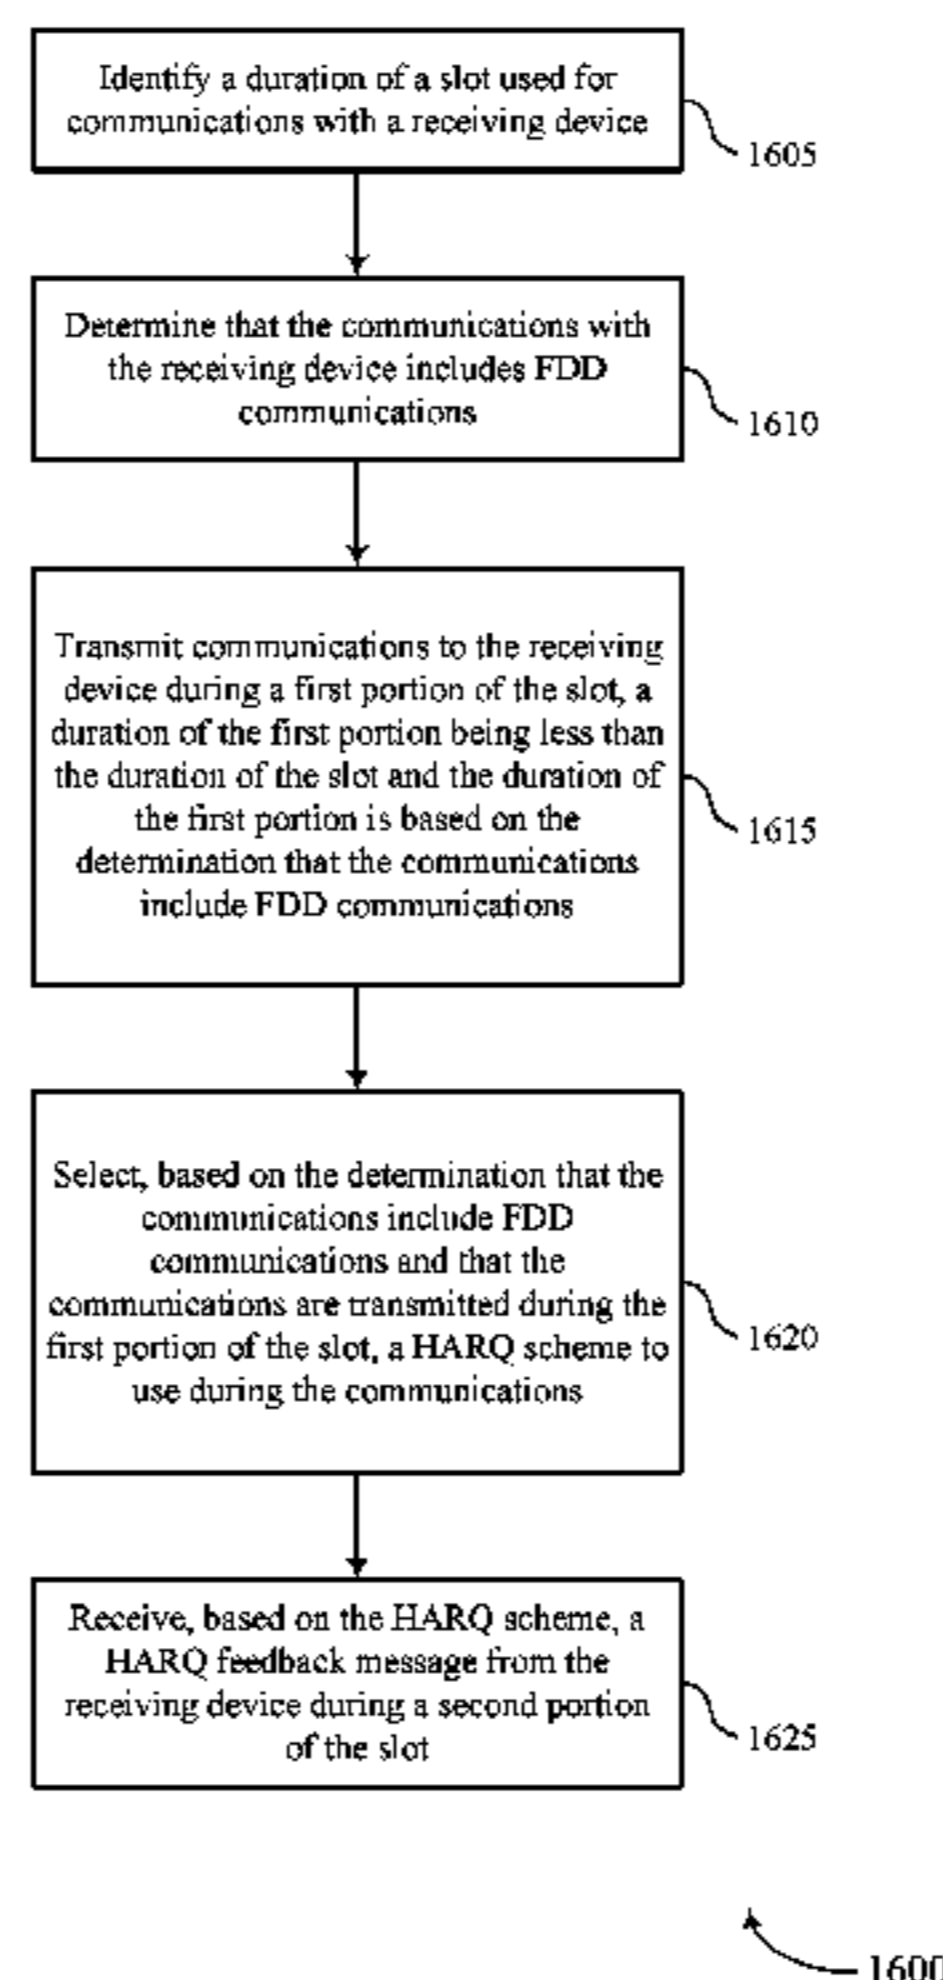 Identify a duration of a slot used for
communications with a receiving device
1605
Determine that the communications with
the receiving device includes FDD
communications
1610
Transmit communications to the receiving
device during a first portion of the slot, a
duration of the first portion being less than
the duration of the slot and the duration of
the first portion is based on the
determination that the communications
include FDD communications
1615
Select, based on the determination that the
communications include FDD
communications and that the
communications are transmitted during the
first portion of the slot, a HARQ scheme to
use during the communications
1620
Receive, based on the HARQ scheme, a
HARQ feedback message from the
receiving device during a second portion
of the slot
1625
1600